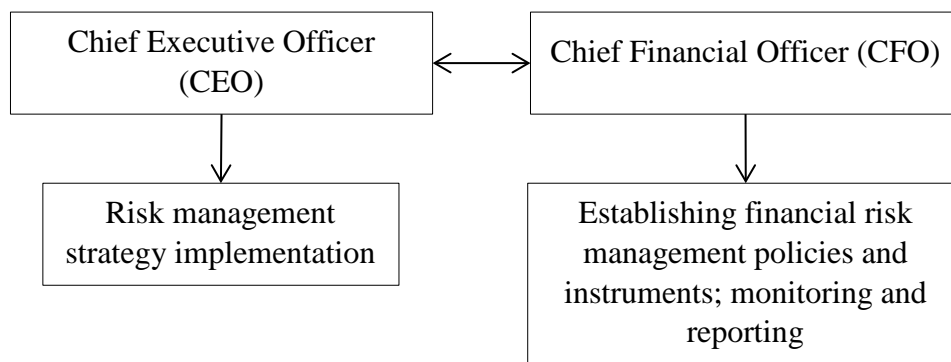 Chief Executive Officer
(CEO)
Chief Financial Officer (CFO)
Risk management
strategy implementation
Establishing financial risk
management policies and
instruments; monitoring and
reporting